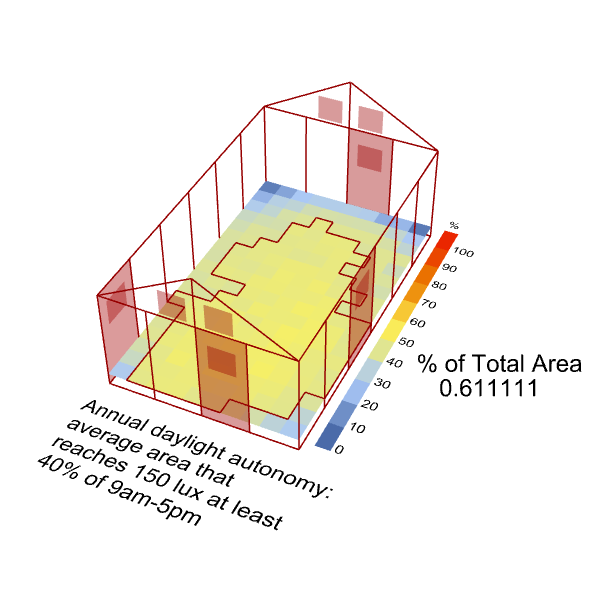 %
100
90
80
70
60
50
40
30
20
10
0
% of Total Area
0.611111
Annual daylight autonomy:
average area that
reaches 150 lux at least
40% of 9am-5pm